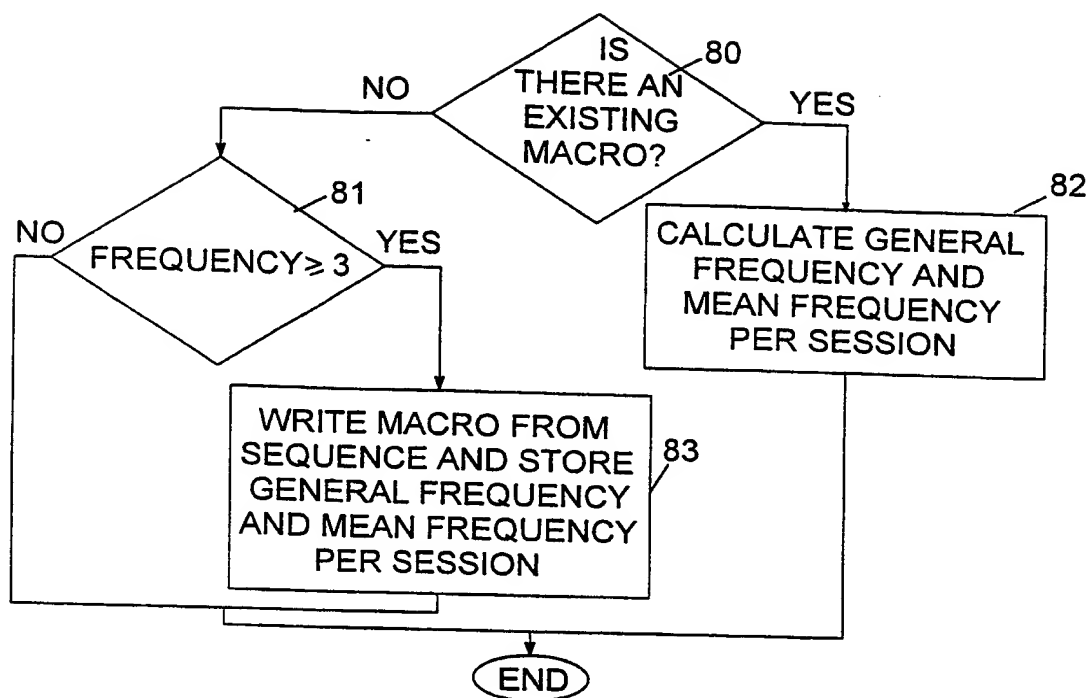 IS
THERE AN
EXISTING
MACRO?
80
NO
YES
81
82
NO
FREQUENCY≥ 3
YES
CALCULATE GENERAL
FREQUENCY AND
MEAN FREQUENCY
PER SESSION
WRITE MACRO FROM
SEQUENCE AND STORE
GENERAL FREQUENCY
AND MEAN FREQUENCY
PER SESSION
83
END